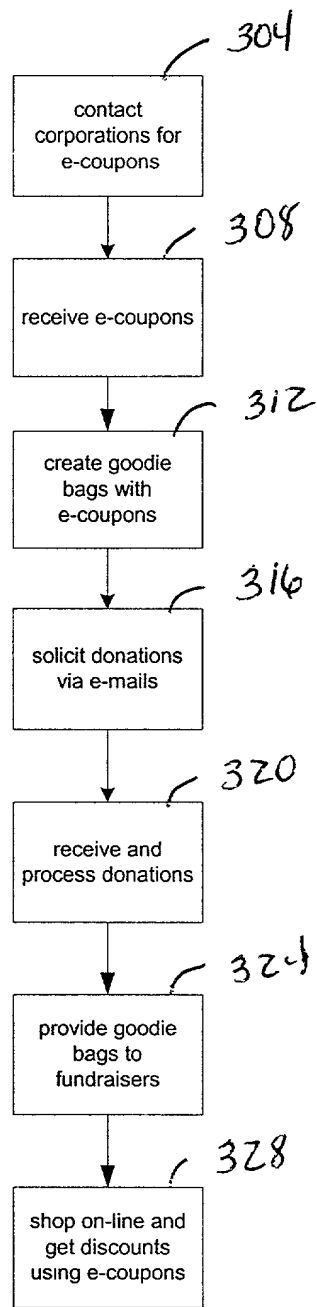 304
contact
corporations for
e-coupons
308
receive e-coupons
312
create goodie
bags with
e-coupons
316
solicit donations
via e-mails
320
receive and
process donations
324
provide goodie
bags to
fundraisers
328
shop on-line and
get discounts
using e-coupons